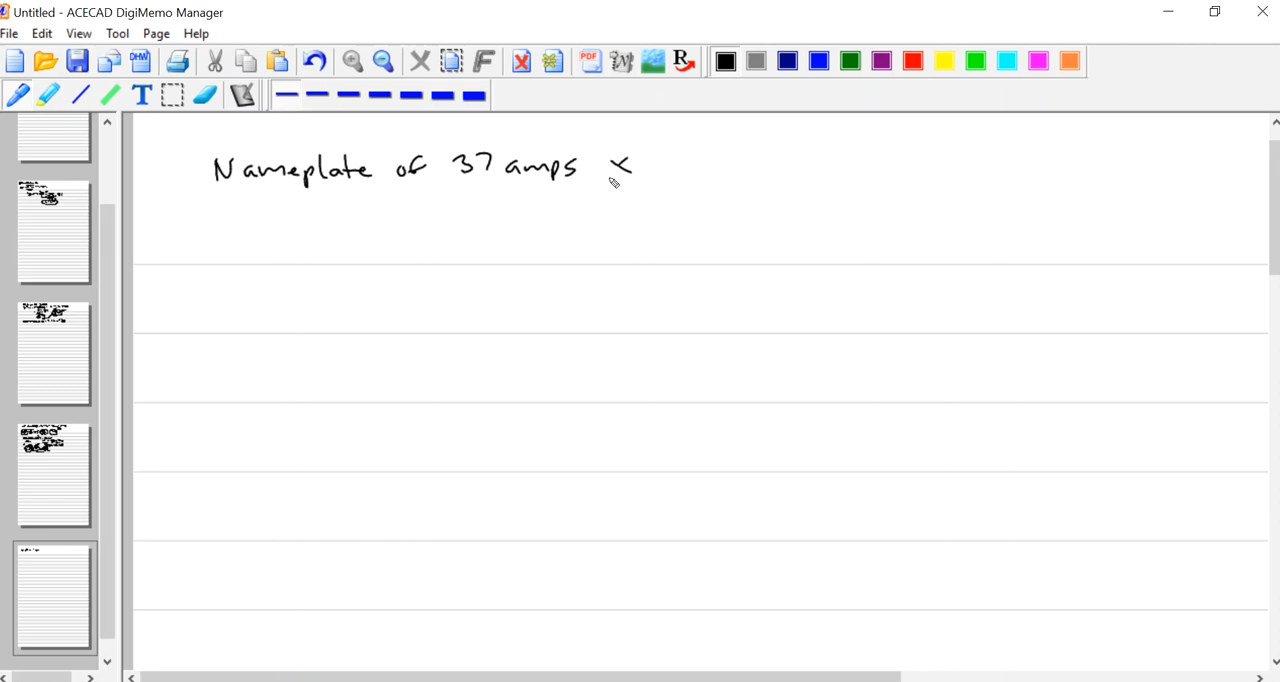 Untitled - ACECAD DigiMemo Manager
File Edit View Tool Page Help
Nameplate of 37 amps x